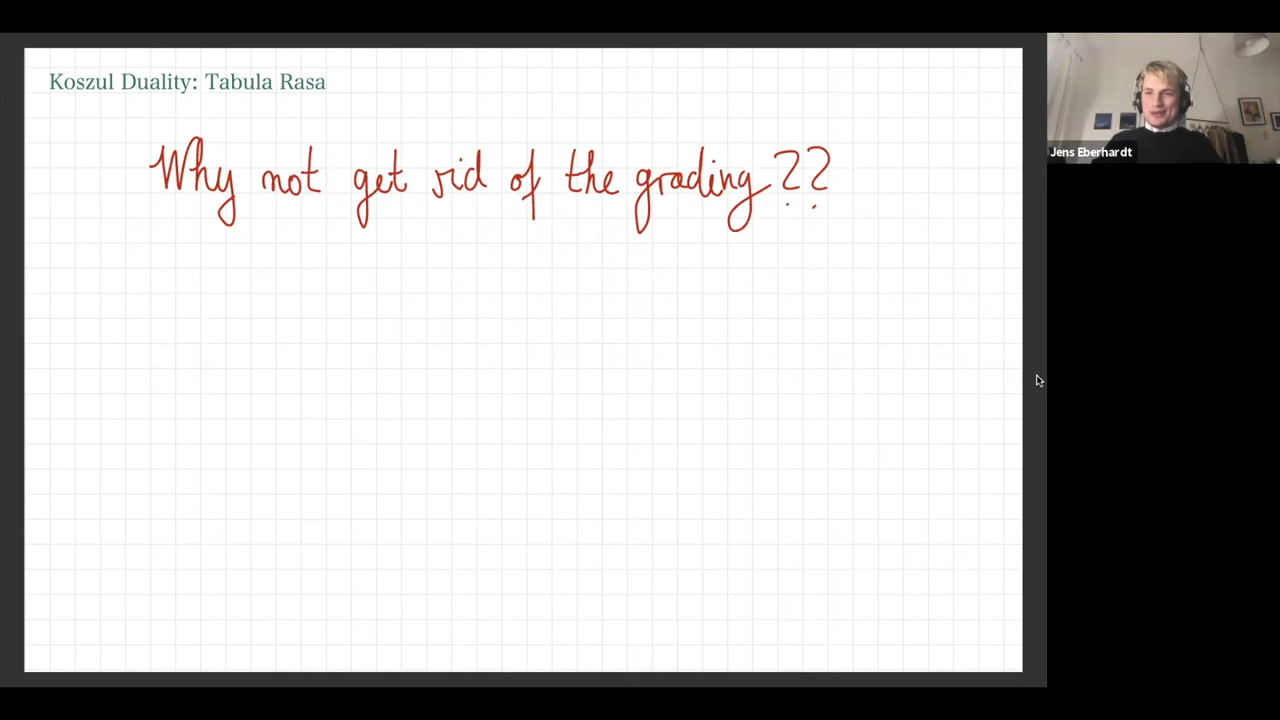 Koszul Duality: Tabula Rasa
Why not get rid of the grading??
Jens Eberhardt